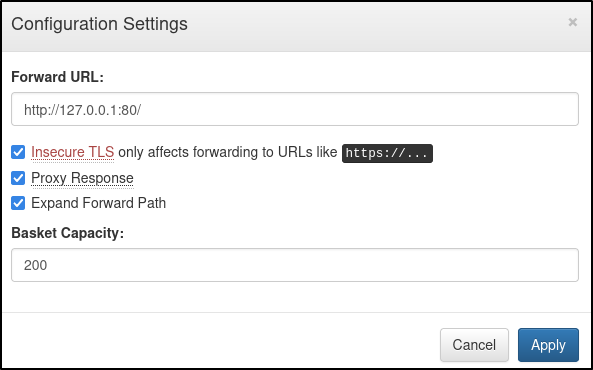 Configuration Settings ×
Forward URL:
http://127.0.0.1:80/
Insecure TLS only affects forwarding to URLs like https://...
Proxy Response
Expand Forward Path
Basket Capacity:
200
Cancel Apply